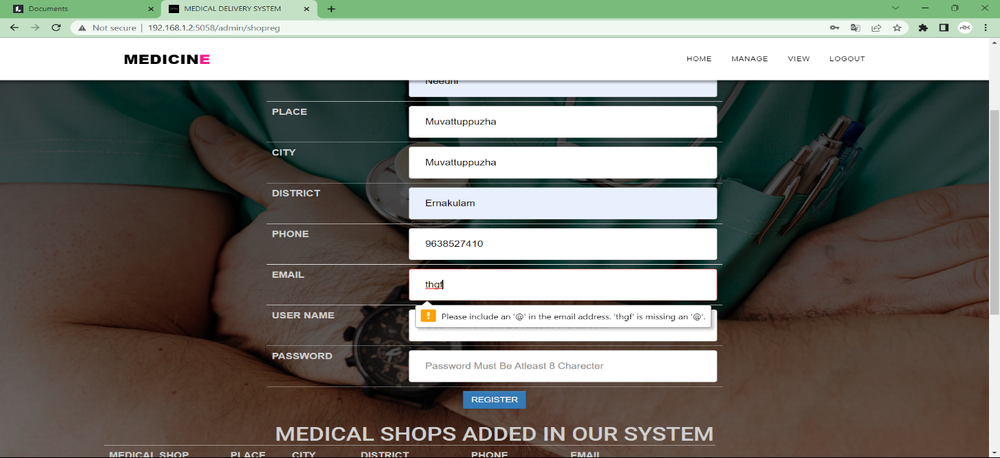 Documents
MEDICAL DELIVERY SYSTEM
Not secure | 192.168.1.2:5058/admin/shopreg
MEDICINE
HOME MANAGE VIEW LOGOUT
Needhi
PLACE Muvattuppuzha
CITY Muvattuppuzha
DISTRICT Ernakulam
PHONE 9638527410
EMAIL thgf
Please include an '@' in the email address. 'thgf' is missing an '@'.
USER NAME
PASSWORD Password Must Be Atleast 8 Charecter
REGISTER
MEDICAL SHOPS ADDED IN OUR SYSTEM
MEDICAL SHOP PLACE CITY DISTRICT PHONE EMAIL